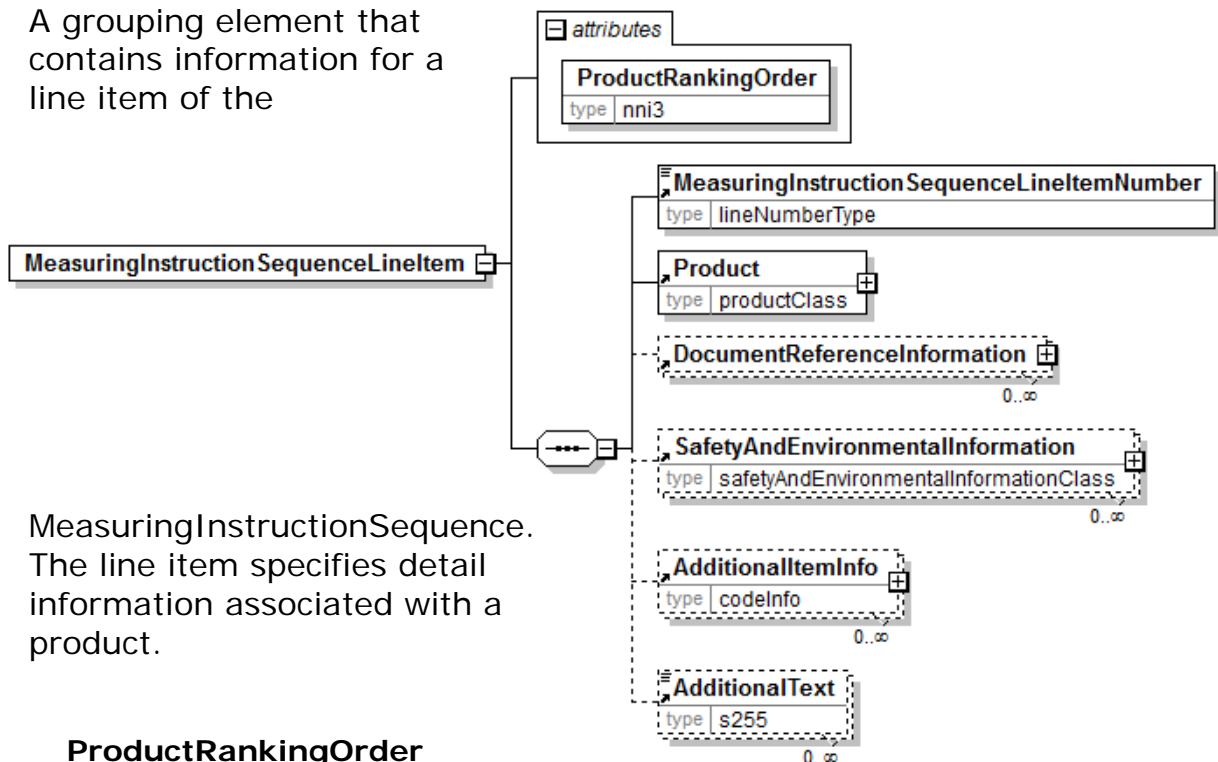 A grouping element that
contains information for a
line item of the
attributes
ProductRankingOrder
type nni3
MeasuringInstructionSequenceLineItemNumber
type lineNumberType
MeasuringInstructionSequenceLineItem
Product
type productClass
DocumentReferenceInformation
0..∞
SafetyAndEnvironmentalInformation
type safetyAndEnvironmentalInformationClass
0..∞
AdditionalItemInfo
type codeInfo
0..∞
AdditionalText
type s255
0..∞
MeasuringInstructionSequence.
The line item specifies detail
information associated with a
product.
ProductRankingOrder